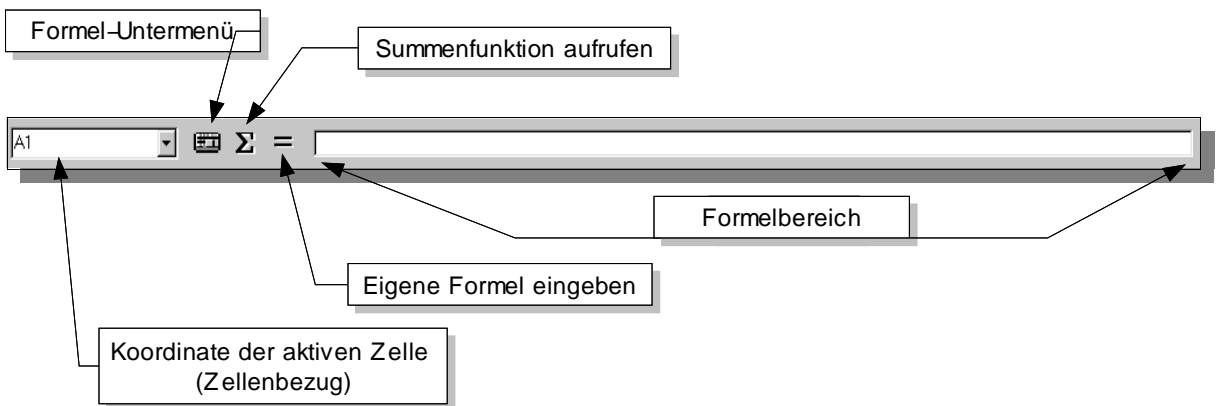 Formel-Untermenü
Summenfunktion aufrufen
A1
Σ =
Formelbereich
Eigene Formel eingeben
Koordinate der aktiven Zelle
(Zellenbezug)